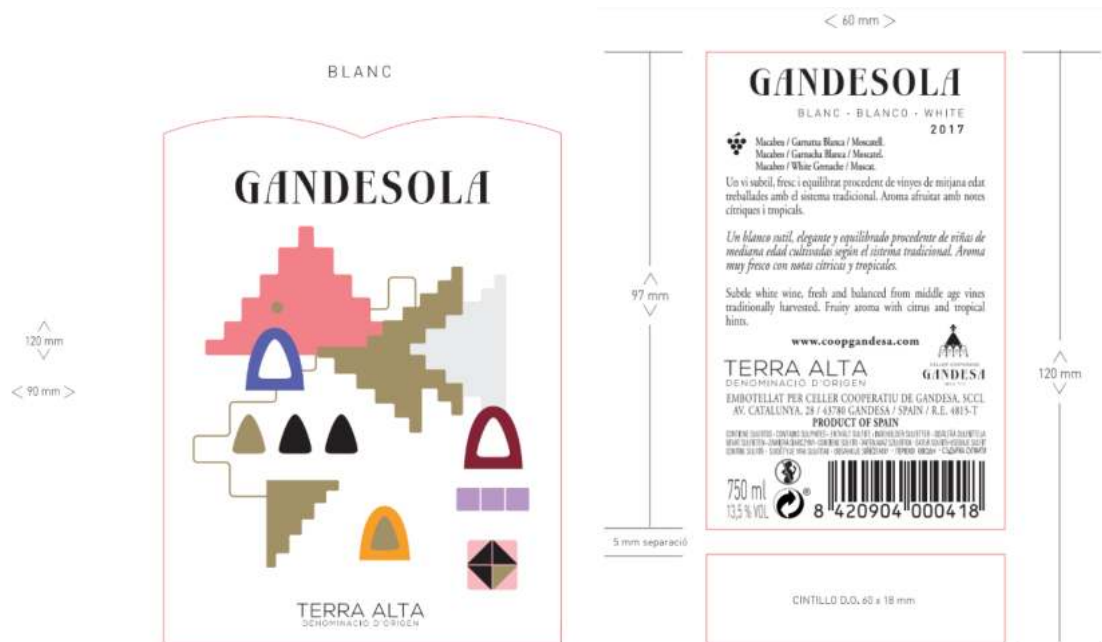 BLANC
GANDESOLA
120 mm
< 90 mm >
TERRA ALTA
DENOMINACIÓ D'ORIGEN
< 60 mm >
GANDESOLA
BLANC - BLANCO - WHITE
2017
Macabeu / Garnatxa Blanca / Moscatell.
Macabeo / Garnacha Blanca / Moscatel.
Macabeu / White Grenache / Muscat.
Un vi subtil, fresc i equilibrat procedent de vinyes de mitjana edat
treballades amb el sistema tradicional. Aroma afruitat amb notes
cítriques i tropicals.
Un blanco sutil, elegante y equilibrado procedente de viñas de
mediana edad cultivadas según el sistema tradicional. Aroma
muy fresco con notas cítricas y tropicales.
Subtle white wine, fresh and balanced from middle age vines
traditionally harvested. Fruity aroma with citrus and tropical
hints.
www.coopgandesa.com
TERRA ALTA
DENOMINACIÓ D'ORIGEN
CELLER COOPERATIU
GANDESA
EMBOTELLAT PER CELLER COOPERATIU DE GANDESA, SCCL
AV. CATALUNYA, 28 / 43780 GANDESA / SPAIN / R.E. 4815-T
PRODUCT OF SPAIN
750 ml
13,5 % VOL
8 420904 000418
97 mm
120 mm
5 mm separació
CINTILLO D.O. 60 x 18 mm